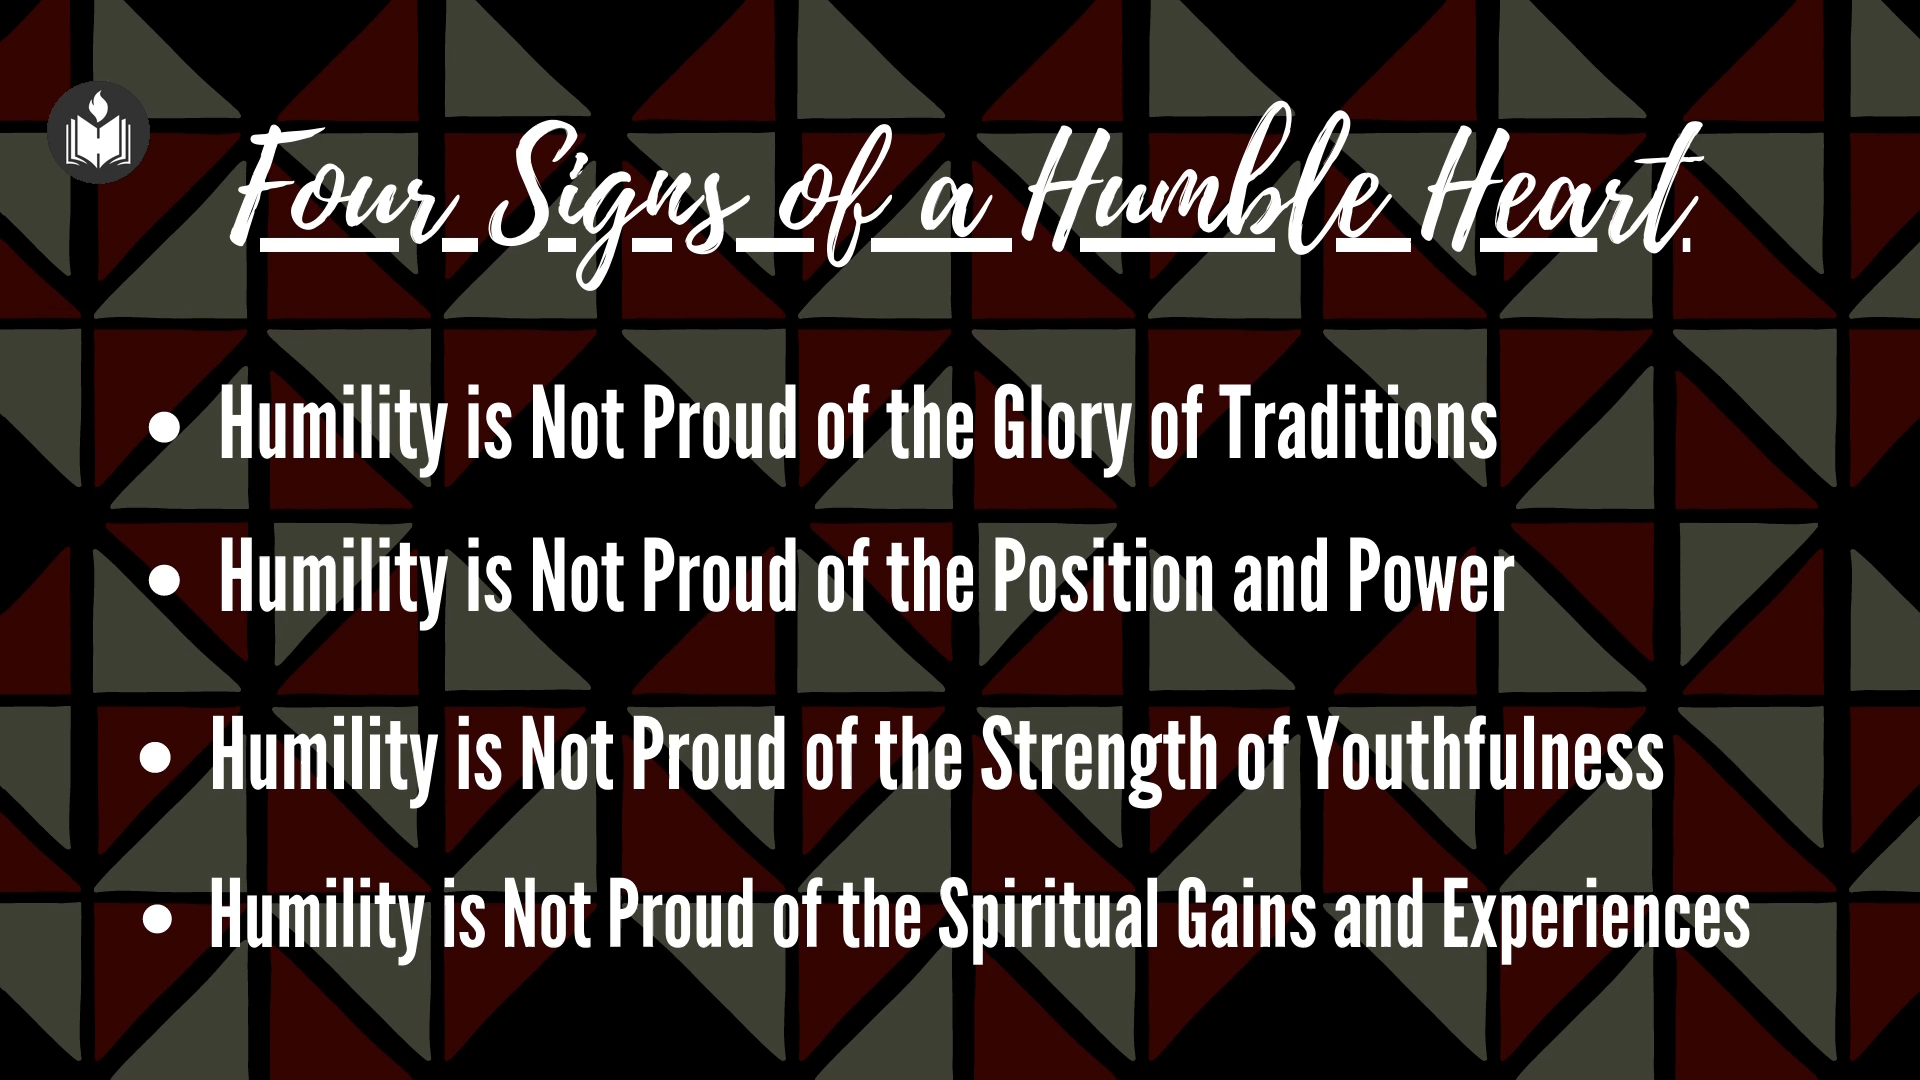 Four Signs of a Humble Heart.
• Humility is Not Proud of the Glory of Traditions
• Humility is Not Proud of the Position and Power
• Humility is Not Proud of the Strength of Youthfulness
• Humility is Not Proud of the Spiritual Gains and Experiences